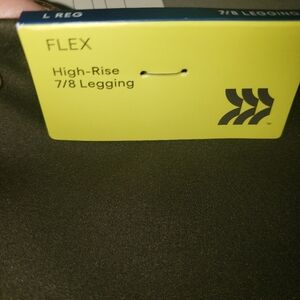 L REG
7/8 LEGGING
FLEX
High-Rise
7/8 Legging